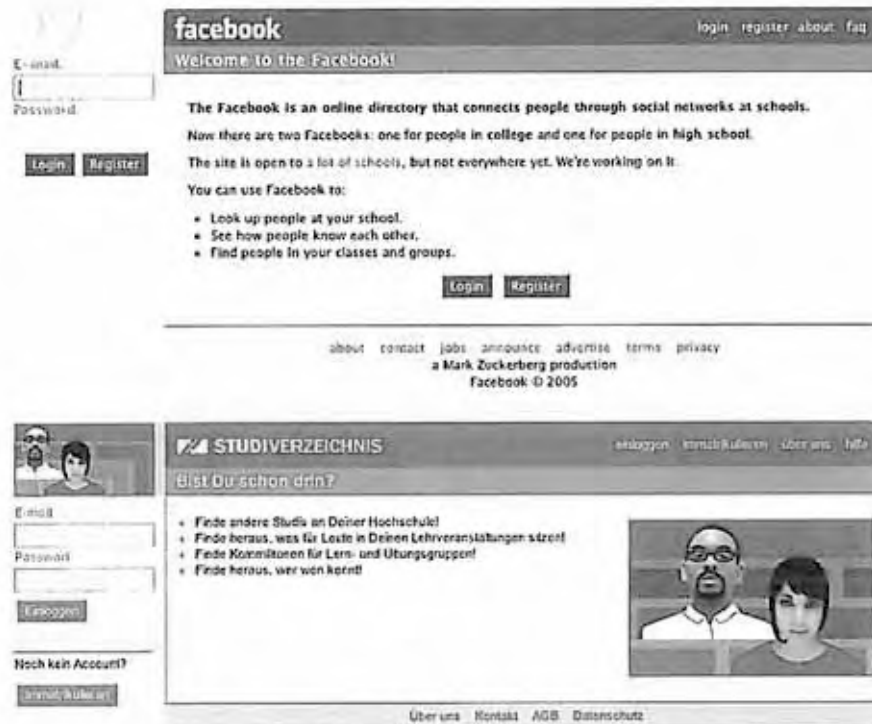 facebook
login register about faq
E-mail:
Password:
Login Register
Welcome to the Facebook!
The Facebook is an online directory that connects people through social networks at schools.
Now there are two Facebooks: one for people in college and one for people in high school.
The site is open to a lot of schools, but not everywhere yet. We're working on it.
You can use Facebook to:
• Look up people at your school.
• See how people know each other.
• Find people in your classes and groups.
Login Register
about contact jobs announce advertise terms privacy
a Mark Zuckerberg production
Facebook © 2005
STUDIVERZEICHNIS
einloggen immatrikulieren über uns hilfe
Bist Du schon drin?
E-mail
Passwort
Einloggen
Noch kein Account?
Immatrikulieren
• Finde andere Studis an Deiner Hochschule!
• Finde heraus, was für Leute in Deinen Lehrveranstaltungen sitzen!
• Finde Kommilitonen für Lern- und Übungsgruppen!
• Finde heraus, wer wen kennt!
Über uns Kontakt AGB Datenschutz